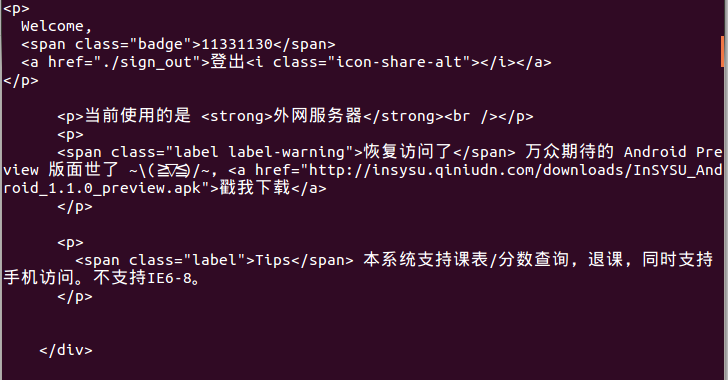 <p>
  Welcome,
  <span class="badge">11331130</span>
  <a href="./sign_out">登出<i class="icon-share-alt"></i></a>
</p>
      <p>当前使用的是 <strong>外网服务器</strong><br /></p>
      <p>
      <span class="label label-warning">恢复访问了</span> 万众期待的 Android Pre
view 版面世了 ~\(≧▽≦)/~，<a href="http://insysu.qiniudn.com/downloads/InSYSU_And
roid_1.1.0_preview.apk">戳我下载</a>
      </p>
      <p>
        <span class="label">Tips</span> 本系统支持课表/分数查询，退课，同时支持
手机访问。不支持IE6-8。
      </p>
    </div>